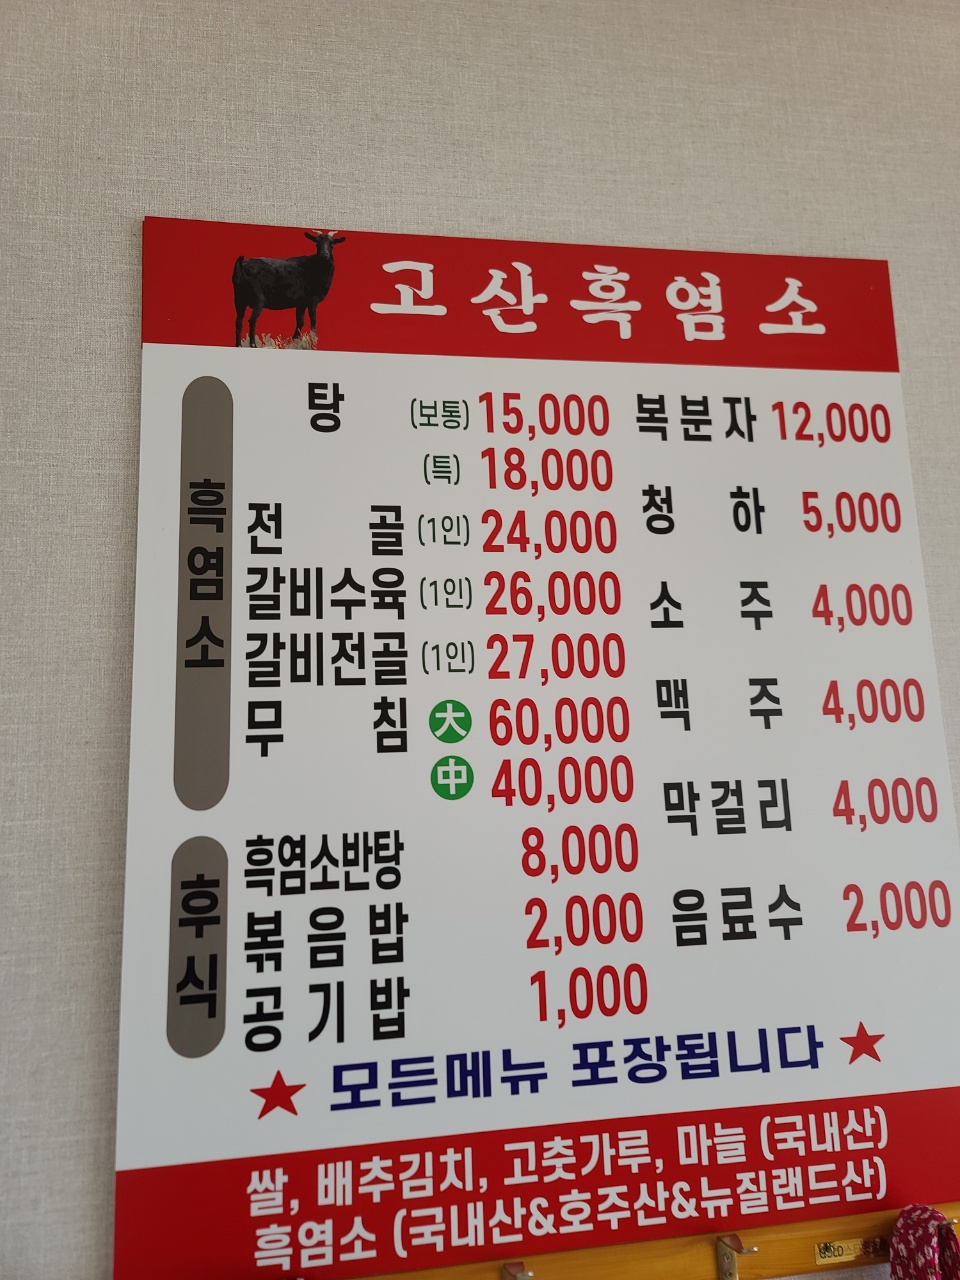 고산흑염소
흑염소
탕 (보통) 15,000
(특) 18,000
전골 (1인) 24,000
갈비수육 (1인) 26,000
갈비전골 (1인) 27,000
무침 大 60,000
中 40,000
후식
흑염소반탕 8,000
볶음밥 2,000
공기밥 1,000
복분자 12,000
청하 5,000
소주 4,000
맥주 4,000
막걸리 4,000
음료수 2,000
★ 모든메뉴 포장됩니다 ★
쌀, 배추김치, 고춧가루, 마늘 (국내산)
흑염소 (국내산&호주산&뉴질랜드산)